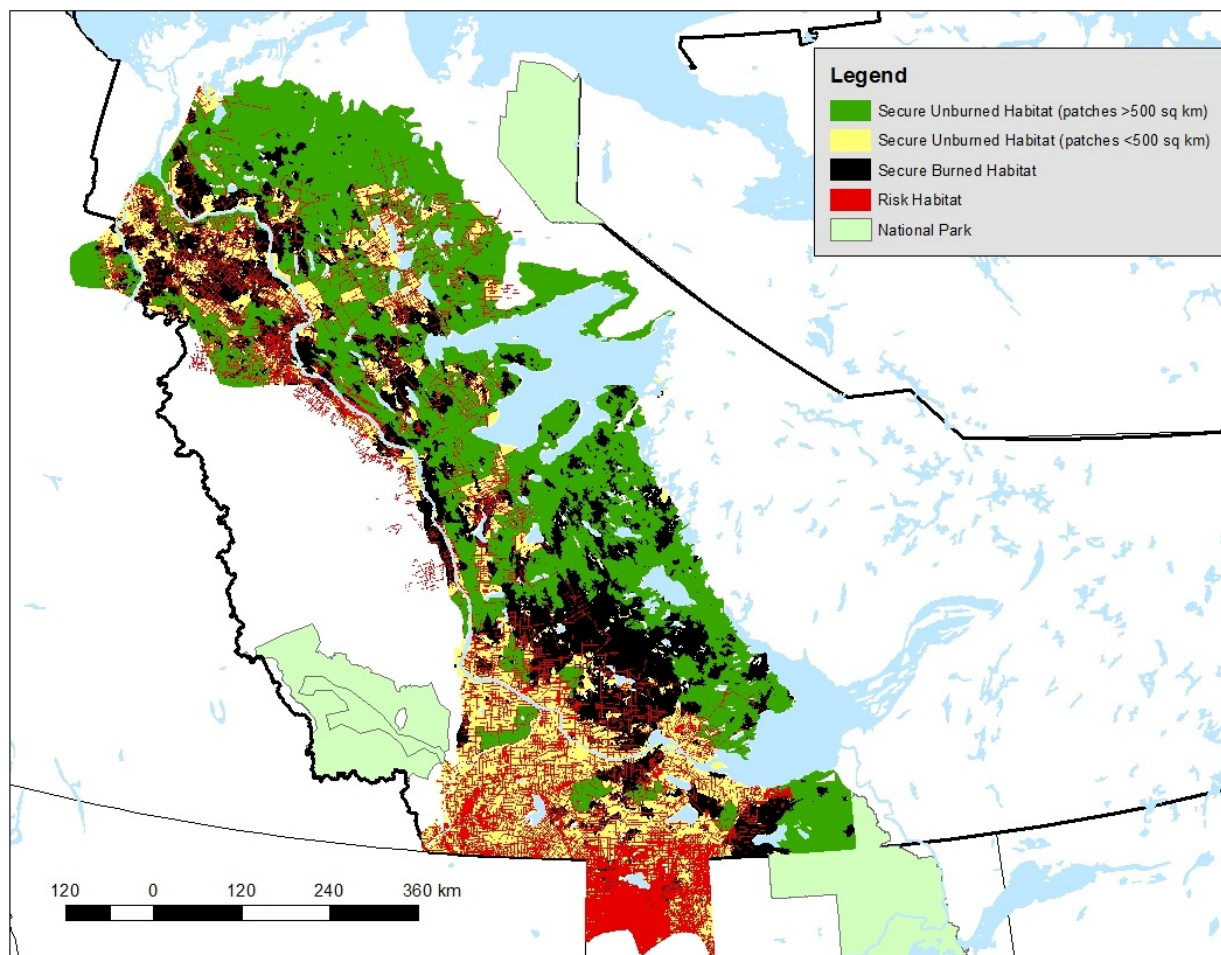 Legend
Secure Unburned Habitat (patches >500 sq km)
Secure Unburned Habitat (patches <500 sq km)
Secure Burned Habitat
Risk Habitat
National Park
120 0 120 240 360 km